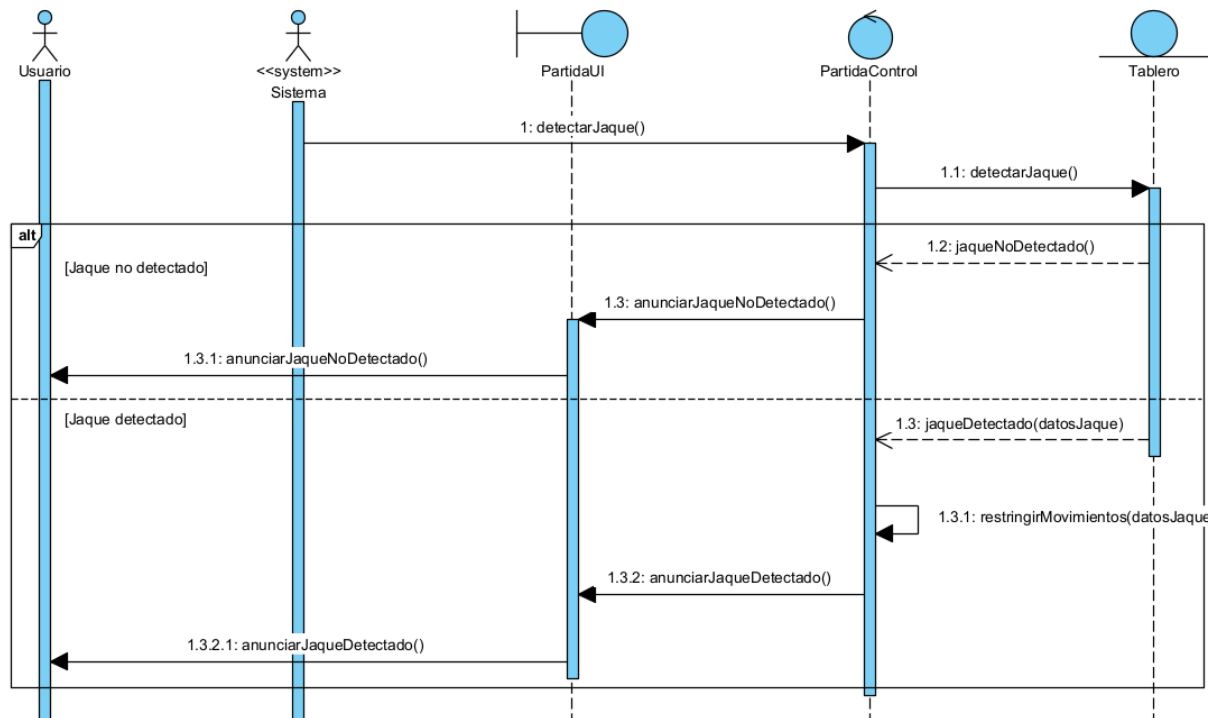 Usuario
<<system>>
Sistema
PartidaUI
PartidaControl
Tablero
1: detectarJaque()
1.1: detectarJaque()
alt
1.2: jaqueNoDetectado()
[Jaque no detectado]
1.3: anunciarJaqueNoDetectado()
1.3.1: anunciarJaqueNoDetectado()
[Jaque detectado]
1.3: jaqueDetectado(datosJaque)
1.3.1: restringirMovimientos(datosJaque
1.3.2: anunciarJaqueDetectado()
1.3.2.1: anunciarJaqueDetectado()